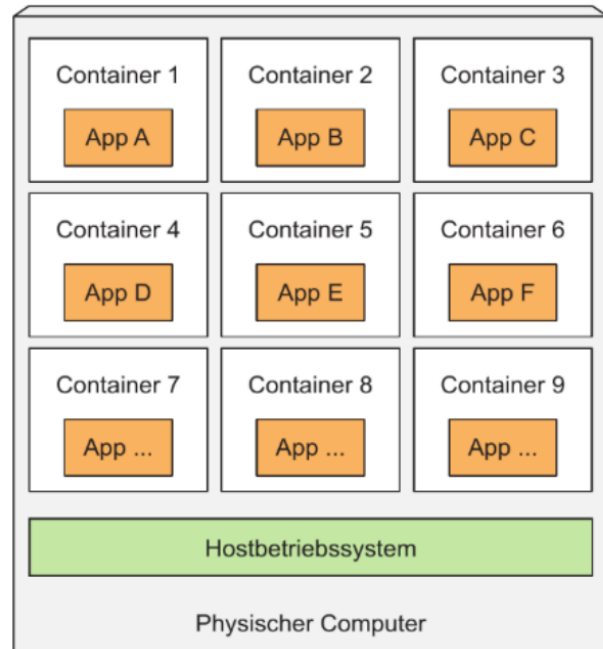 Container 1
Container 2
Container 3
App A
App B
App C
Container 4
Container 5
Container 6
App D
App E
App F
Container 7
Container 8
Container 9
App ...
App ...
App ...
Hostbetriebssystem
Physischer Computer